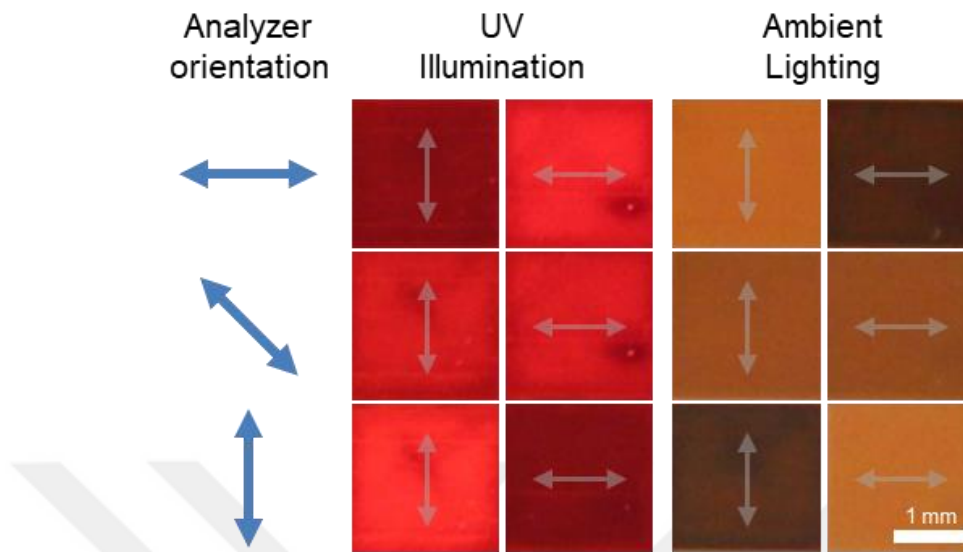 Analyzer
orientation
UV
Illumination
Ambient
Lighting
1 mm